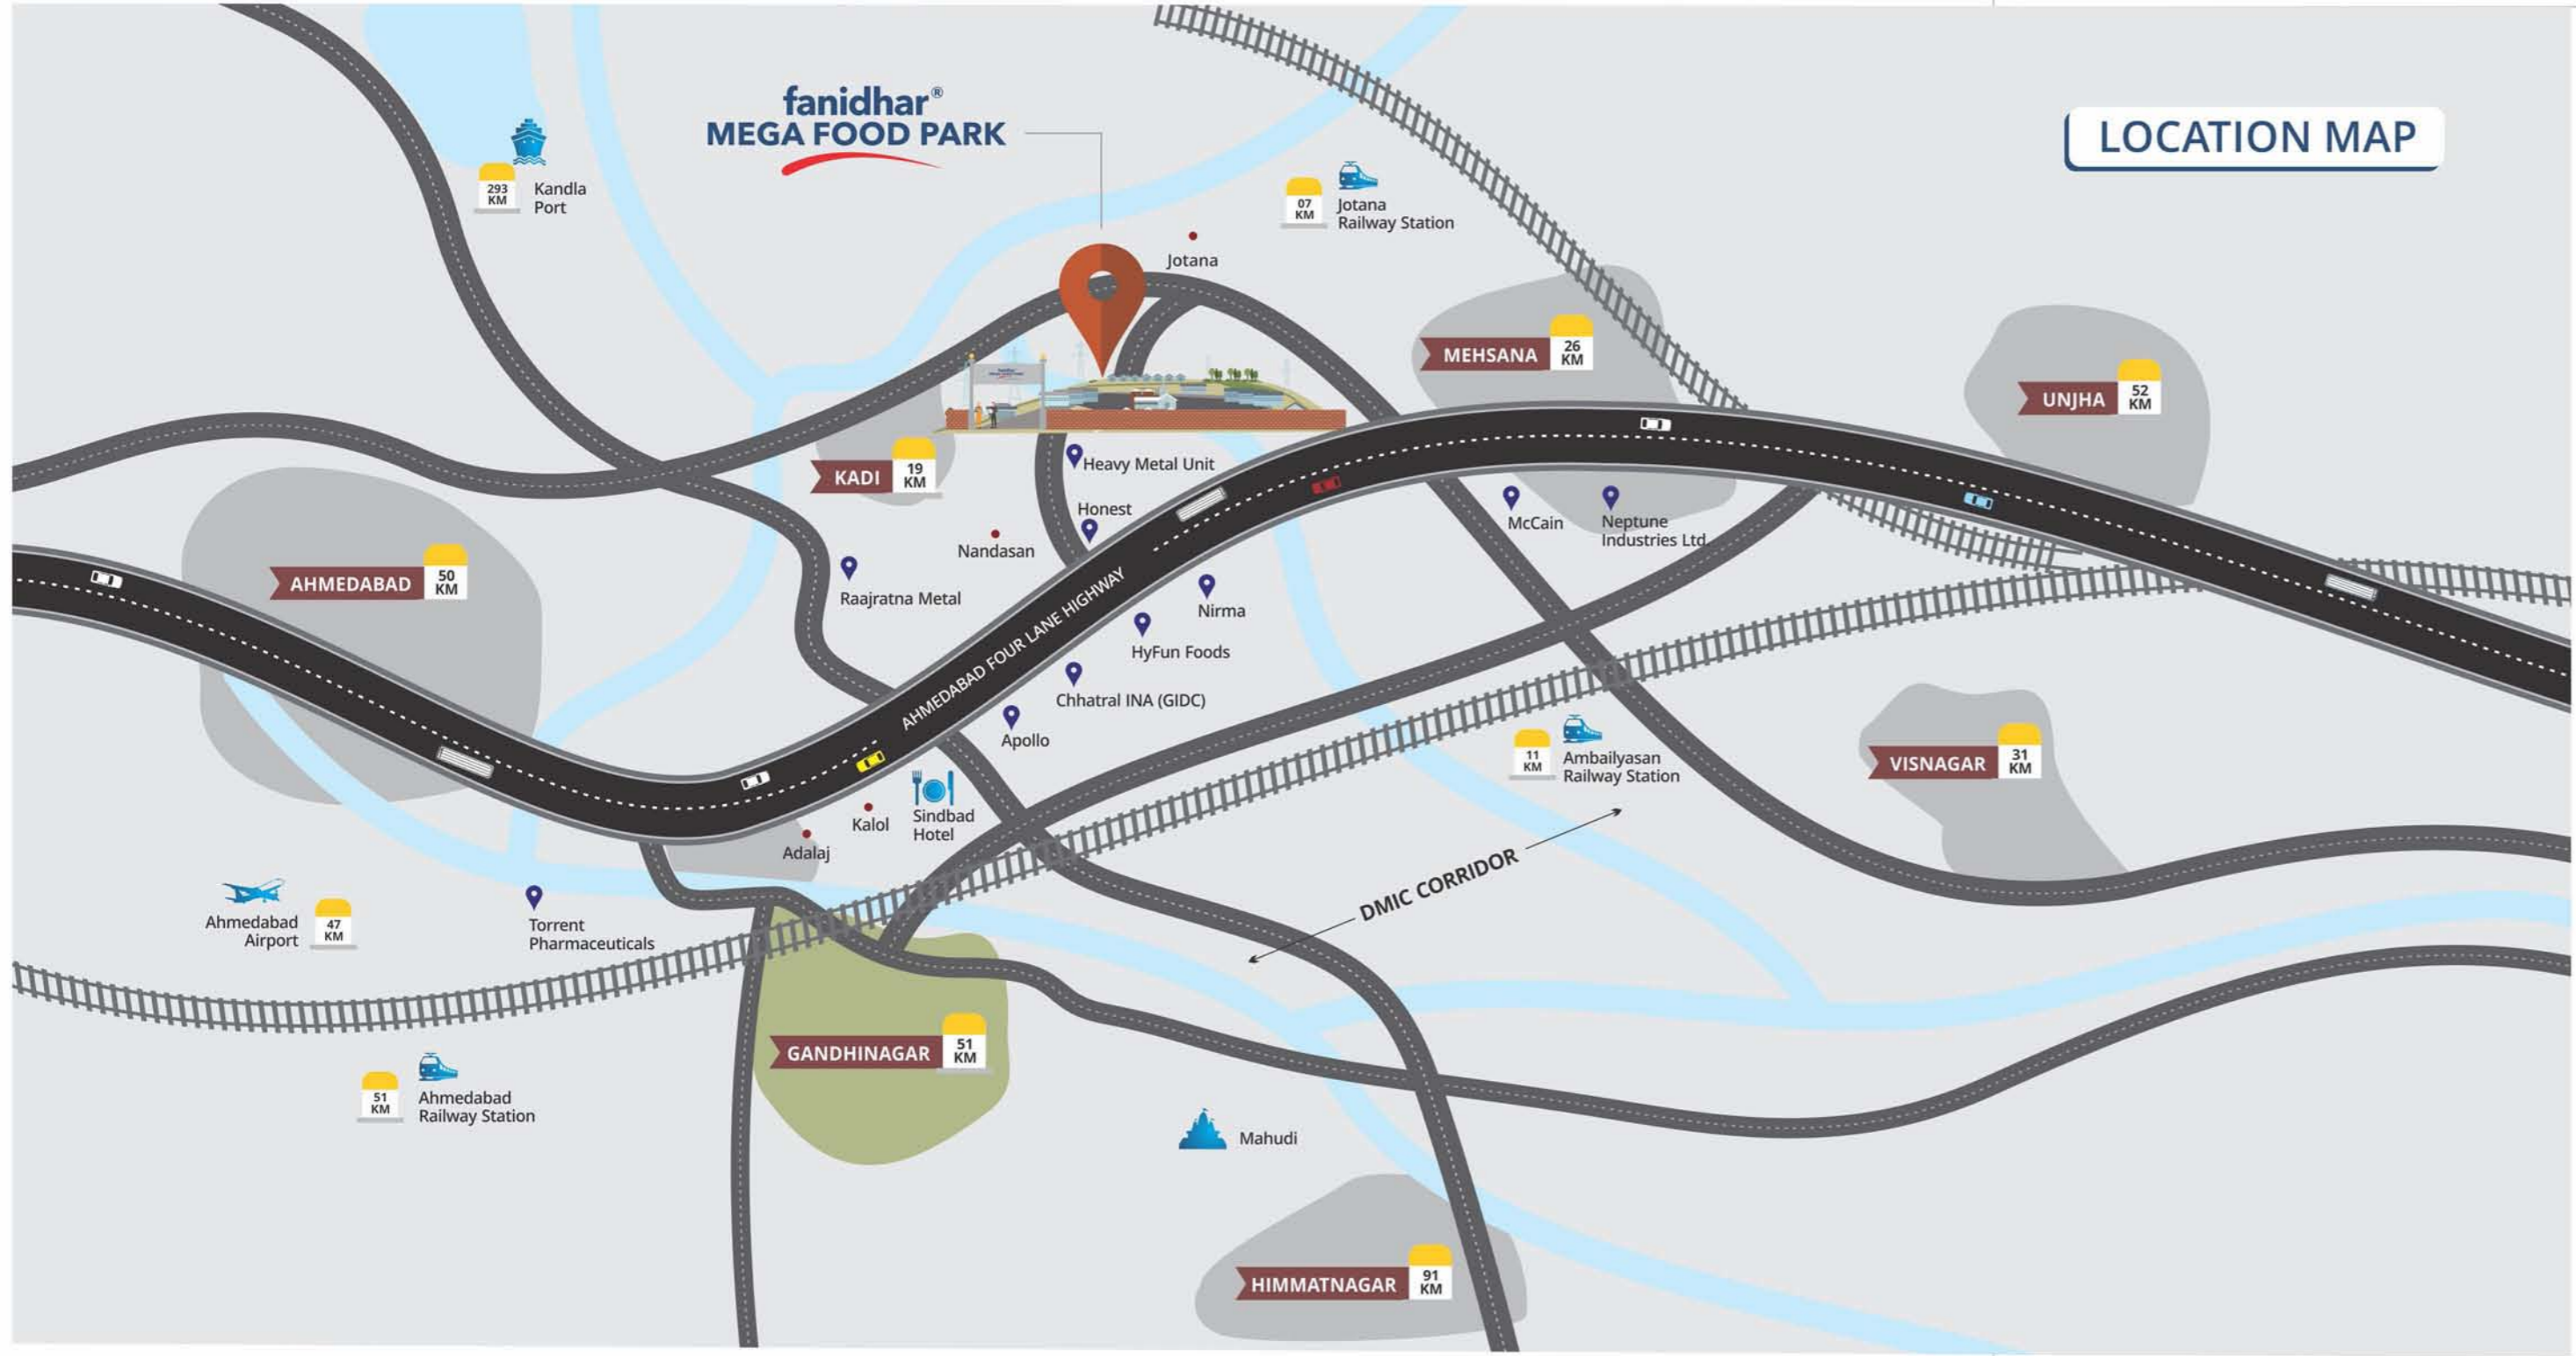 fanidhar®
MEGA FOOD PARK
LOCATION MAP
293
KM
Kandla
Port
07
KM
Jotana
Railway Station
Jotana
MEHSANA
26
KM
UNJHA
52
KM
KADI
19
KM
Heavy Metal Unit
Honest
McCain
Neptune
Industries Ltd
Nandasan
AHMEDABAD
50
KM
Raajratna Metal
AHMEDABAD FOUR LANE HIGHWAY
Nirma
HyFun Foods
Chhatral INA (GIDC)
Apollo
11
KM
Ambailyasan
Railway Station
VISNAGAR
31
KM
Kalol
Sindbad
Hotel
Adalaj
DMIC CORRIDOR
Ahmedabad
Airport
47
KM
Torrent
Pharmaceuticals
GANDHINAGAR
51
KM
51
KM
Ahmedabad
Railway Station
Mahudi
HIMMATNAGAR
91
KM